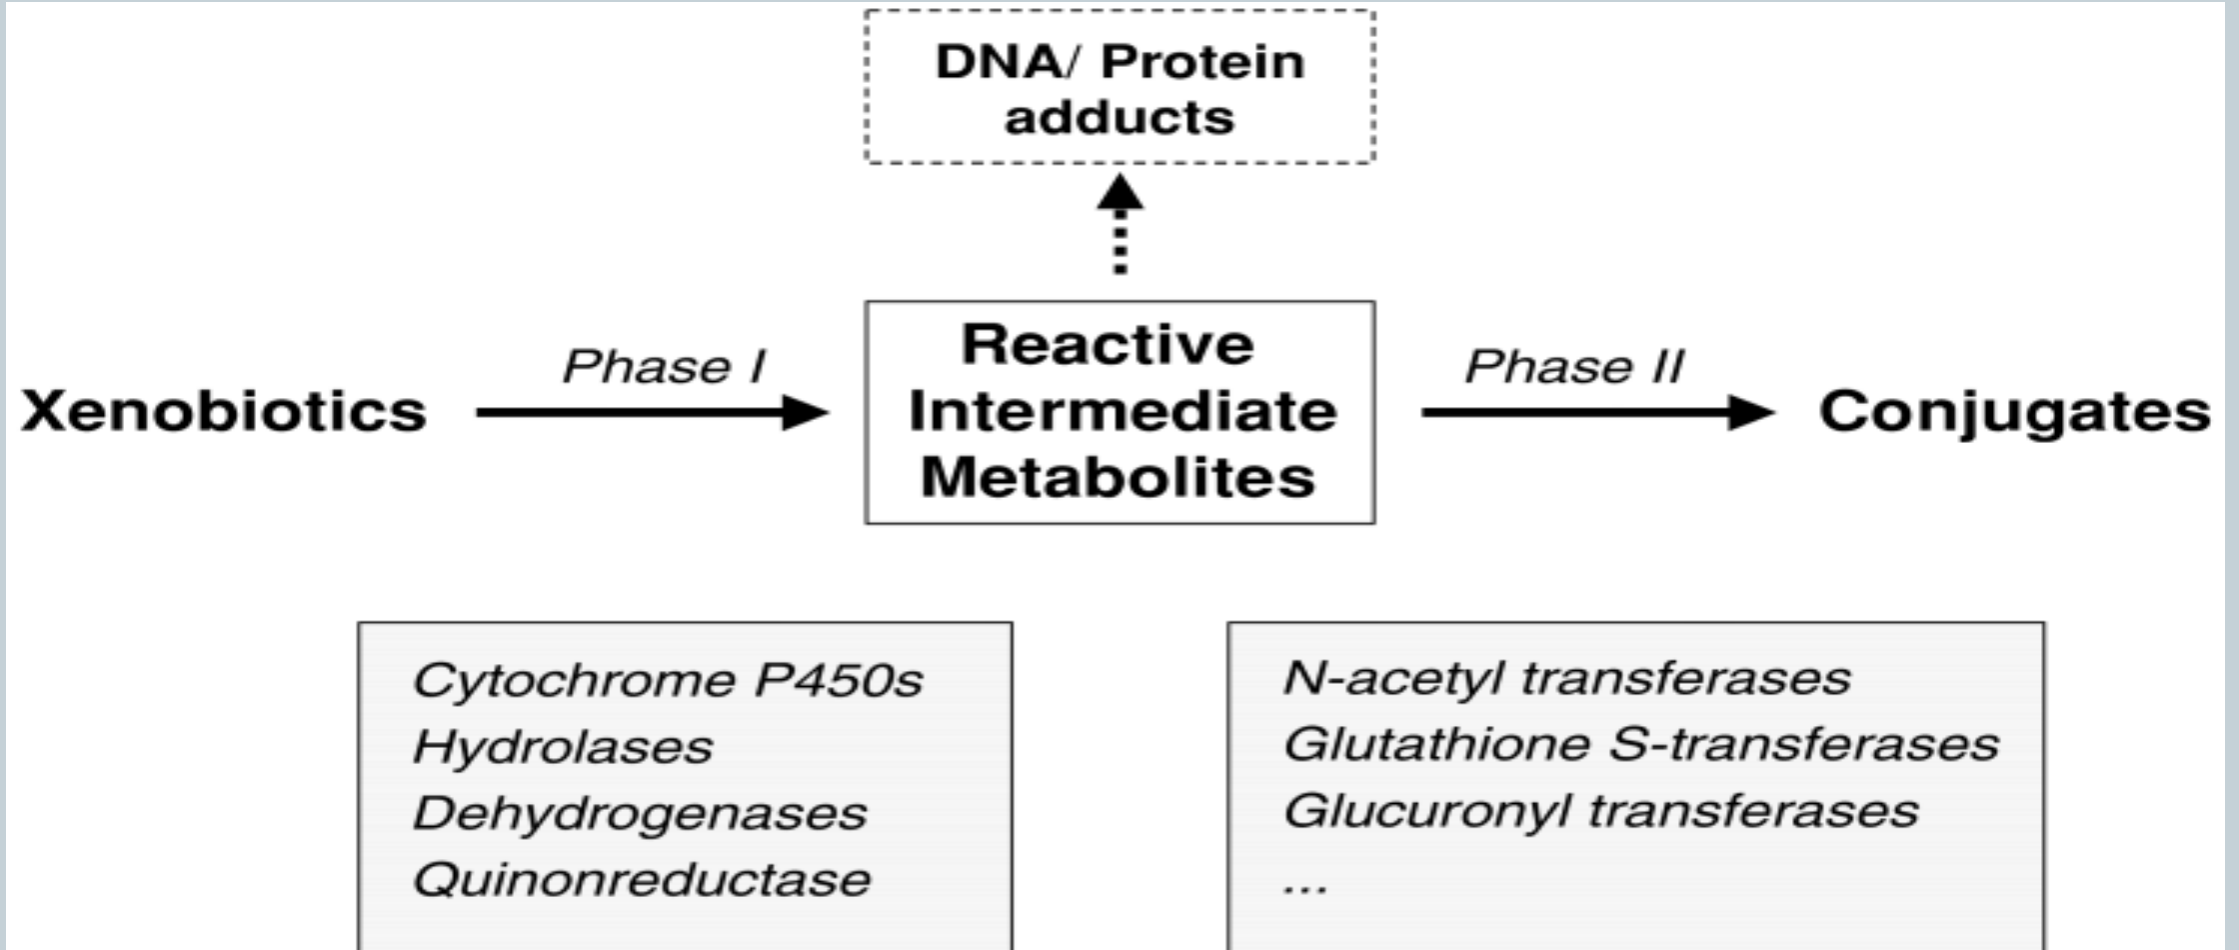 DNA/ Protein
adducts
Xenobiotics
Phase I
Reactive
Intermediate
Metabolites
Phase II
Conjugates
Cytochrome P450s
Hydrolases
Dehydrogenases
Quinonreductase
N-acetyl transferases
Glutathione S-transferases
Glucuronyl transferases
...